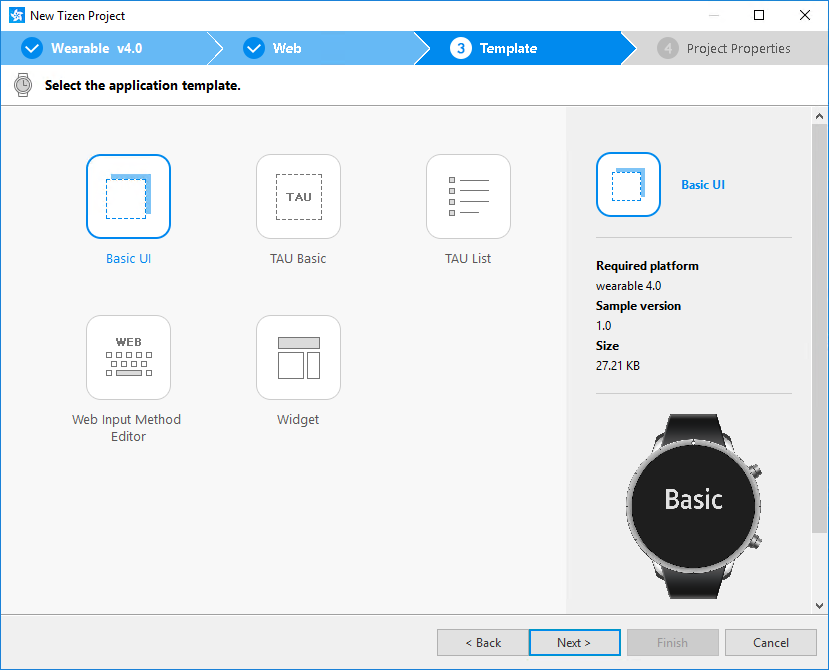 New Tizen Project
Wearable v4.0
Web
3 Template
4 Project Properties
Select the application template.
Basic UI
TAU
TAU Basic
TAU List
WEB
Web Input Method
Editor
Widget
Basic UI
Required platform
wearable 4.0
Sample version
1.0
Size
27.21 KB
Basic
< Back
Next >
Finish
Cancel